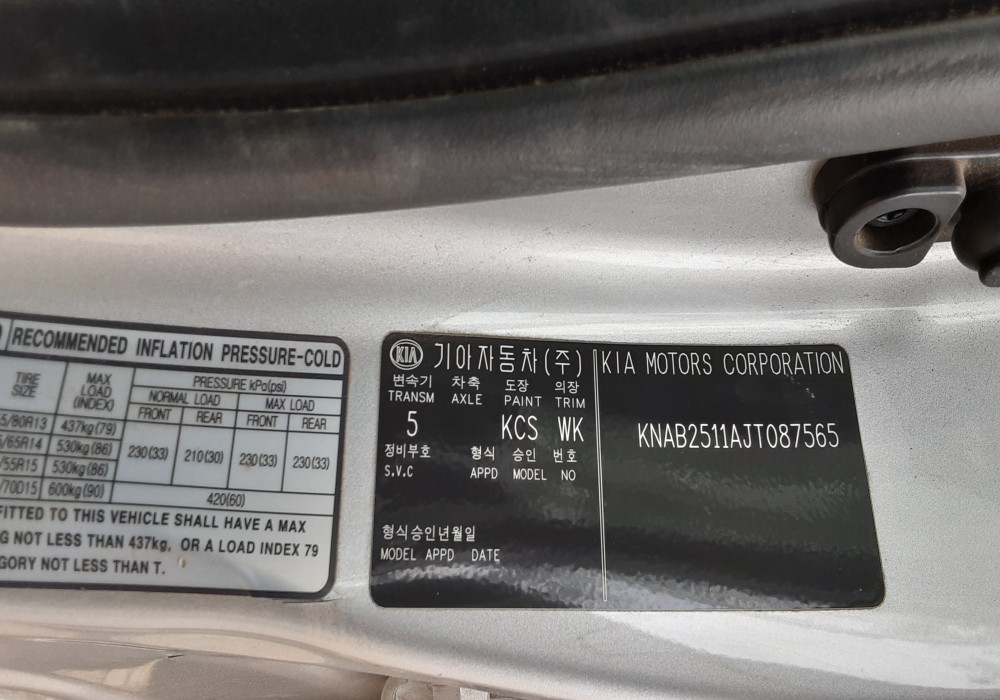 RECOMMENDED INFLATION PRESSURE-COLD
TIRE SIZE MAX LOAD (INDEX) PRESSURE kPa(psi)
NORMAL LOAD MAX LOAD
FRONT REAR FRONT REAR
5/80R13 437kg(79)
/65R14 530kg(86) 230(33) 210(30) 230(33) 230(33)
/55R15 530kg(86)
/70D15 600kg(90) 420(60)
FITTED TO THIS VEHICLE SHALL HAVE A MAX
G NOT LESS THAN 437kg, OR A LOAD INDEX 79
GORY NOT LESS THAN T.
KIA 기아자동차(주)
변속기 차축 도장 의장
TRANSM AXLE PAINT TRIM
5 KCS WK
정비부호 형식 승인 번호
S.V.C APPD MODEL NO
형식승인년월일
MODEL APPD DATE
KIA MOTORS CORPORATION
KNAB2511AJT087565